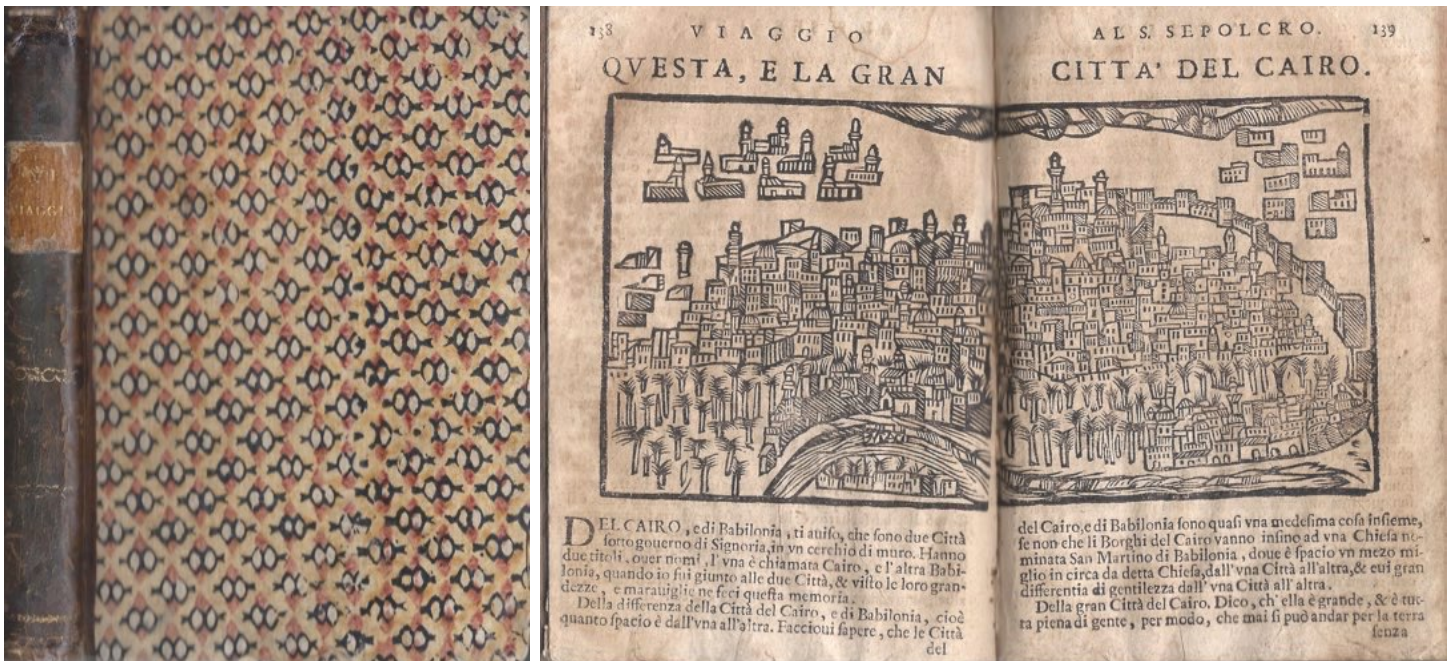 VIAGGI
138 VIAGGIO
QVESTA, E LA GRAN
DEL CAIRO, e di Babilonia, ti auiſo, che ſono due Città
ſotto gouerno di Signoria, in vn cerchio di muro. Hanno
due titoli, ouer nomi, l'vna è chiamata Cairo, e l'altra Babi-
lonia, quando io fui giunto alle due Città, & viſto le loro gran-
dezze, e marauiglie ne feci queſta memoria.
Della differenza della Città del Cairo, e di Babilonia, cioè
quanto ſpacio è dall'vna all'altra. Faccioui ſapere, che le Città
del
AL S. SEPOLCRO. 139
CITTA' DEL CAIRO.
del Cairo, e di Babilonia ſono quaſi vna medeſima coſa inſieme,
ſe non che li Borghi del Cairo vanno inſino ad vna Chieſa no-
minata San Martino di Babilonia, doue è ſpacio vn mezo mi-
glio in circa da detta Chieſa, dall'vna Città all'altra, & eui gran
differentia di gentilezza dall'vna Città all'altra.
Della gran Città del Cairo. Dico, ch'ella è grande, & è tut-
ta piena di gente, per modo, che mai ſi può andar per la terra
ſenza